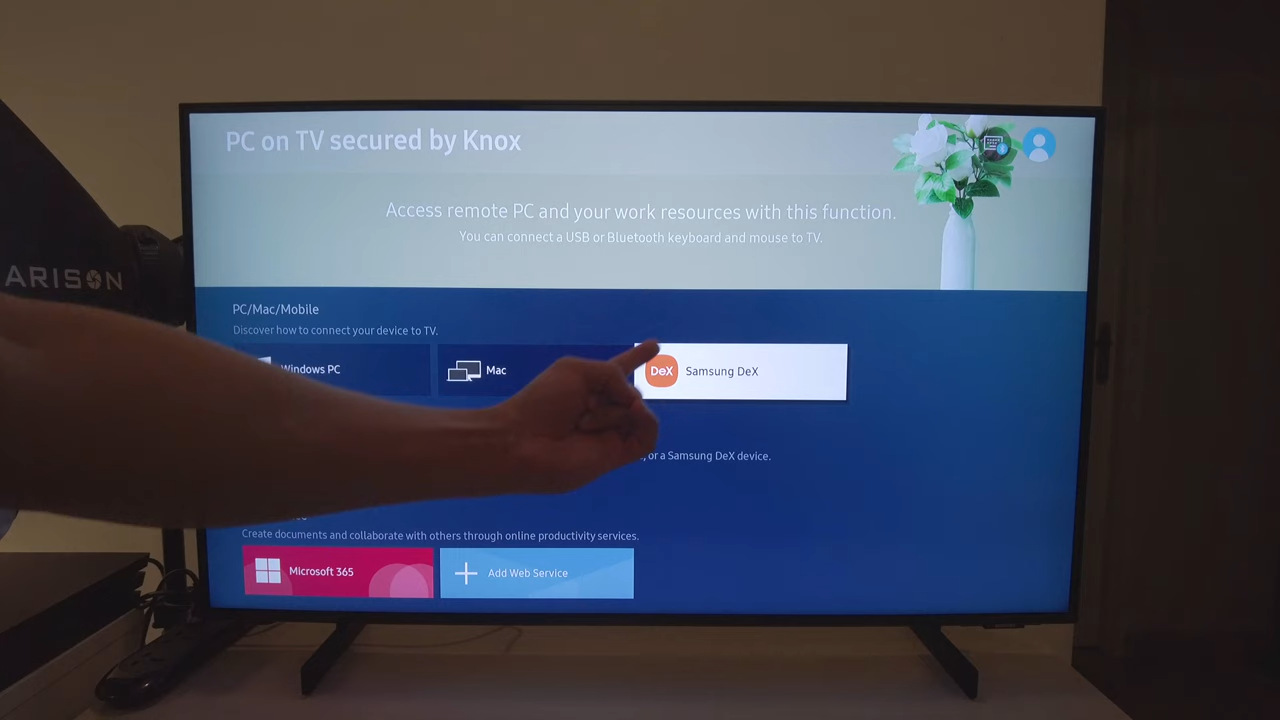 PC on TV secured by Knox
Access remote PC and your work resources with this function.
You can connect a USB or Bluetooth keyboard and mouse to TV.
ARISON
PC/Mac/Mobile
Discover how to connect your device to TV.
Windows PC
Mac
DeX
Samsung DeX
, or a Samsung DeX device.
Create documents and collaborate with others through online productivity services.
Microsoft 365
Add Web Service